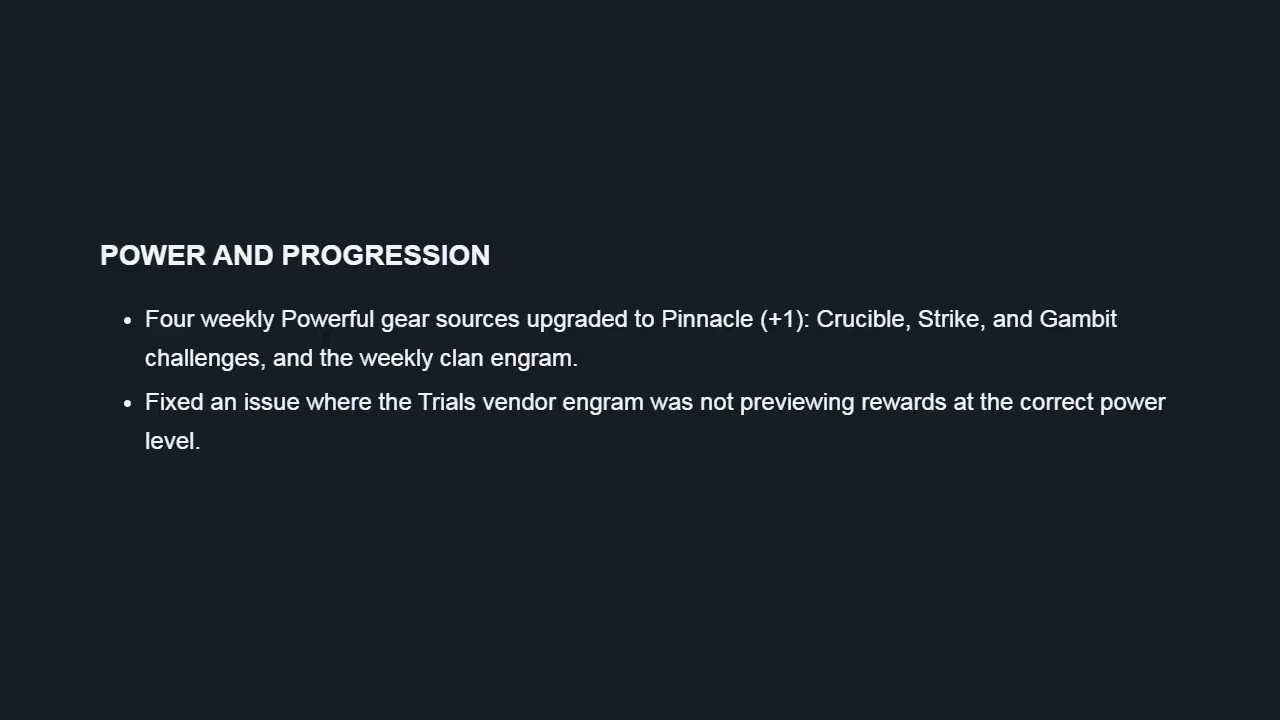 POWER AND PROGRESSION
• Four weekly Powerful gear sources upgraded to Pinnacle (+1): Crucible, Strike, and Gambit
challenges, and the weekly clan engram.
• Fixed an issue where the Trials vendor engram was not previewing rewards at the correct power
level.